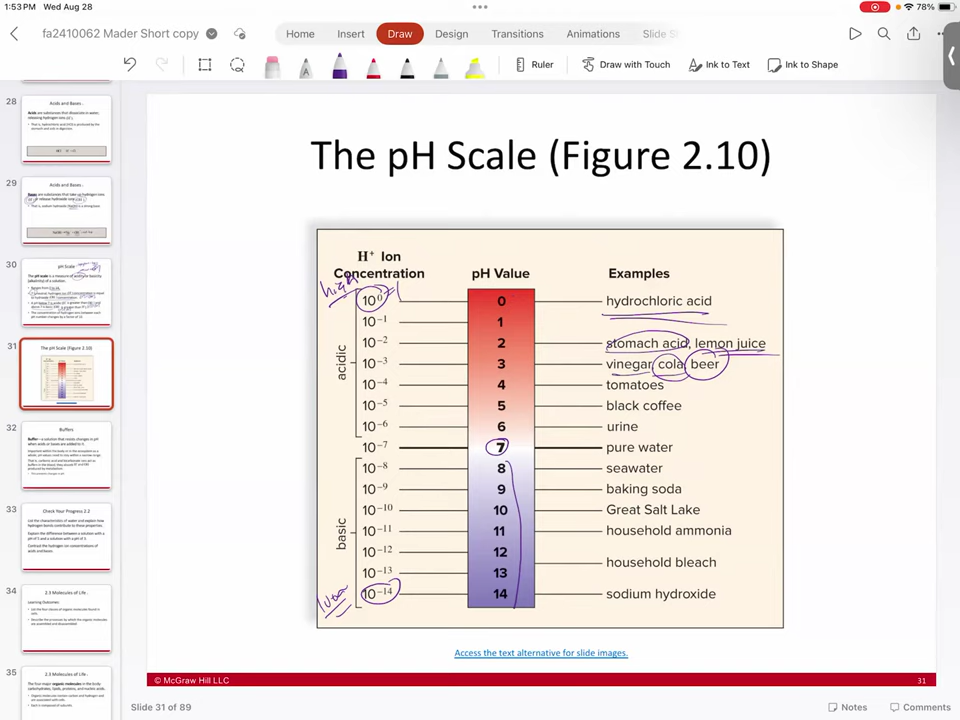 1:53 PM Wed Aug 28
78%
fa2410062 Mader Short copy
Home Insert Draw Design Transitions Animations Slide S
Ruler Draw with Touch Ink to Text Ink to Shape
28
Acids and Bases
29
Acids and Bases
30
pH Scale
31
The pH Scale (Figure 2.10)
32
Buffers
33
Check Your Progress 2.2
34
2.3 Molecules of Life
Learning Outcomes:
35
2.3 Molecules of Life
The pH Scale (Figure 2.10)
H+ Ion
Concentration pH Value Examples
high
10^0 =1 0 hydrochloric acid
10^−1 1
10^−2 2 stomach acid, lemon juice
10^−3 3 vinegar, cola, beer
10^−4 4 tomatoes
10^−5 5 black coffee
10^−6 6 urine
10^−7 7 pure water
10^−8 8 seawater
10^−9 9 baking soda
10^−10 10 Great Salt Lake
10^−11 11 household ammonia
10^−12 12
household bleach
10^−13 13
10^−14 14 sodium hydroxide
acidic
basic
Access the text alternative for slide images.
© McGraw Hill LLC 31
Slide 31 of 89 Notes Comments